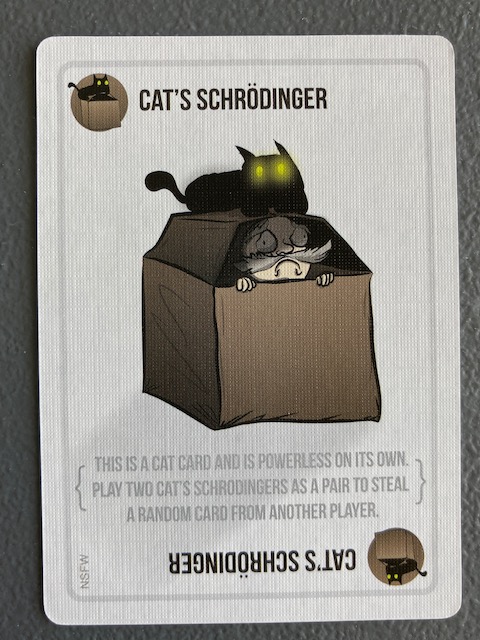 CAT'S SCHRÖDINGER
THIS IS A CAT CARD AND IS POWERLESS ON ITS OWN.
PLAY TWO CAT'S SCHRODINGERS AS A PAIR TO STEAL
A RANDOM CARD FROM ANOTHER PLAYER.
NSFW
CAT'S SCHRÖDINGER